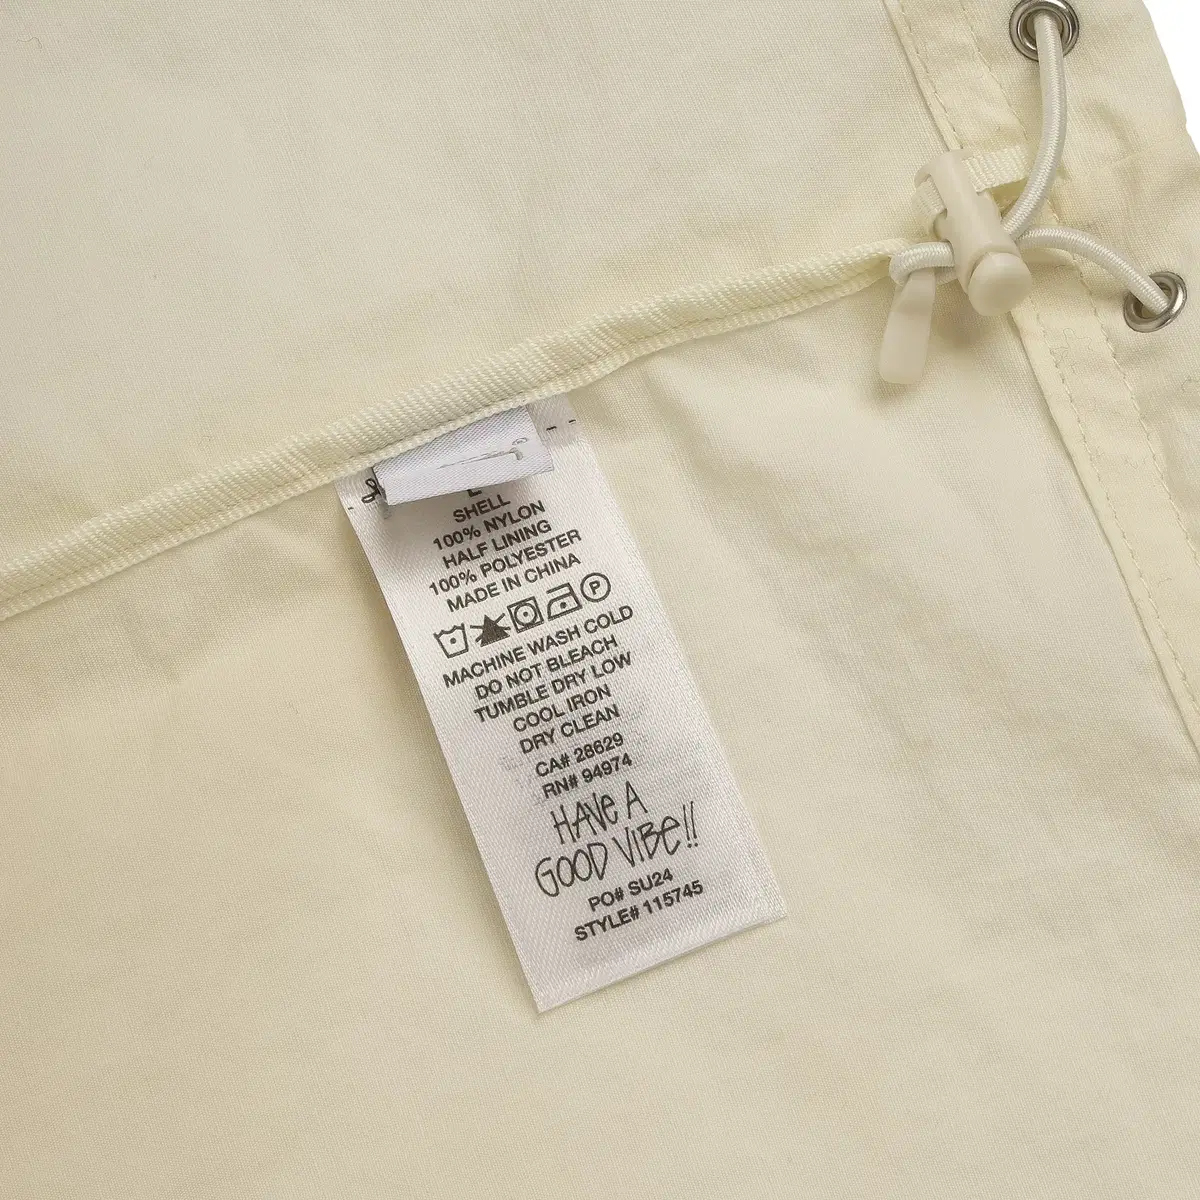 SHELL
100% NYLON
HALF LINING
100% POLYESTER
MADE IN CHINA
P
MACHINE WASH COLD
DO NOT BLEACH
TUMBLE DRY LOW
COOL IRON
DRY CLEAN
CA# 28629
RN# 94974
HAVE A
GOOD VIBE!!
PO# SU24
STYLE# 115745